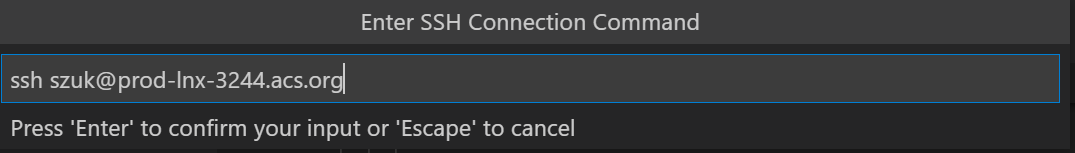 Enter SSH Connection Command
ssh szuk@prod-lnx-3244.acs.org
Press 'Enter' to confirm your input or 'Escape' to cancel